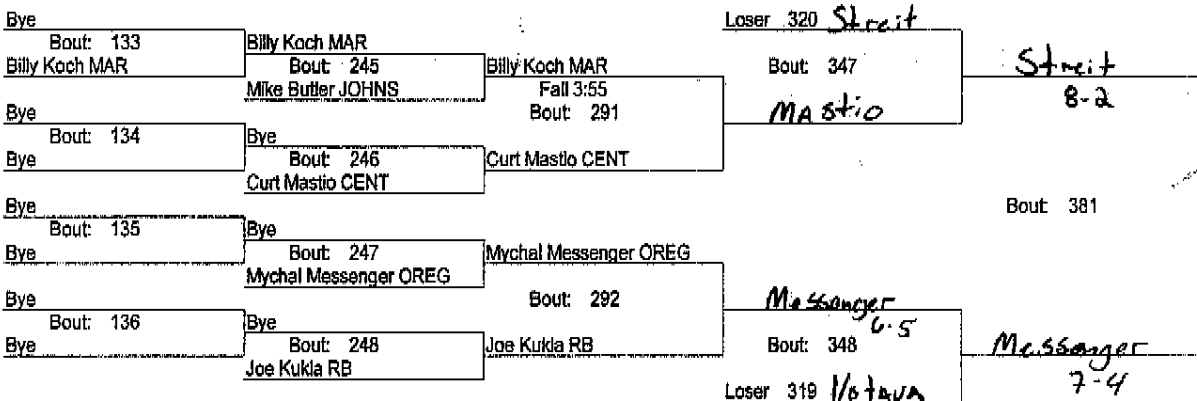 Bye
Bout: 133
Billy Koch MAR
Billy Koch MAR
Bout: 245
Mike Butler JOHNS
Billy Koch MAR
Fall 3:55
Bout: 291
Bye
Bout: 134
Bye
Bye
Bout: 246
Curt Mastio CENT
Curt Mastio CENT
Loser 320 Streit
Bout: 347
Mastio
Streit
8-2
Bout: 381
Bye
Bout: 135
Bye
Bye
Bout: 247
Mychal Messenger OREG
Mychal Messenger OREG
Bout: 292
Bye
Bout: 136
Bye
Bye
Bout: 248
Joe Kukla RB
Joe Kukla RB
Messanger
6-5
Bout: 348
Loser 319 Votava
Messanger
7-4